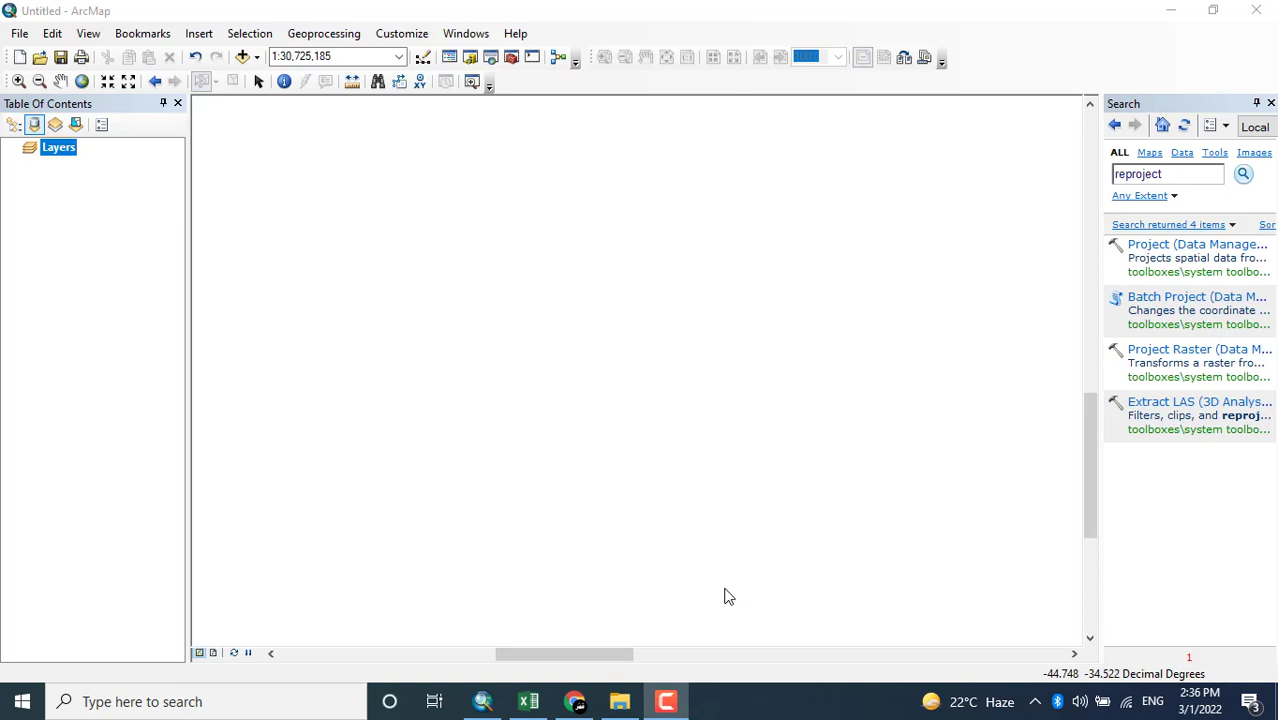 Untitled - ArcMap
File Edit View Bookmarks Insert Selection Geoprocessing Customize Windows Help
1:30,725,185
Table Of Contents
Layers
Search
Local
ALL Maps Data Tools Images
reproject
Any Extent
Search returned 4 items Sor
Project (Data Manage...
Projects spatial data fro...
toolboxes\system toolbo...
Batch Project (Data M...
Changes the coordinate ...
toolboxes\system toolbo...
Project Raster (Data M...
Transforms a raster fro...
toolboxes\system toolbo...
Extract LAS (3D Analys...
Filters, clips, and reproj...
toolboxes\system toolbo...
1
-44.748 -34.522 Decimal Degrees
Type here to search
22°C Haze
ENG
2:36 PM
3/1/2022
3